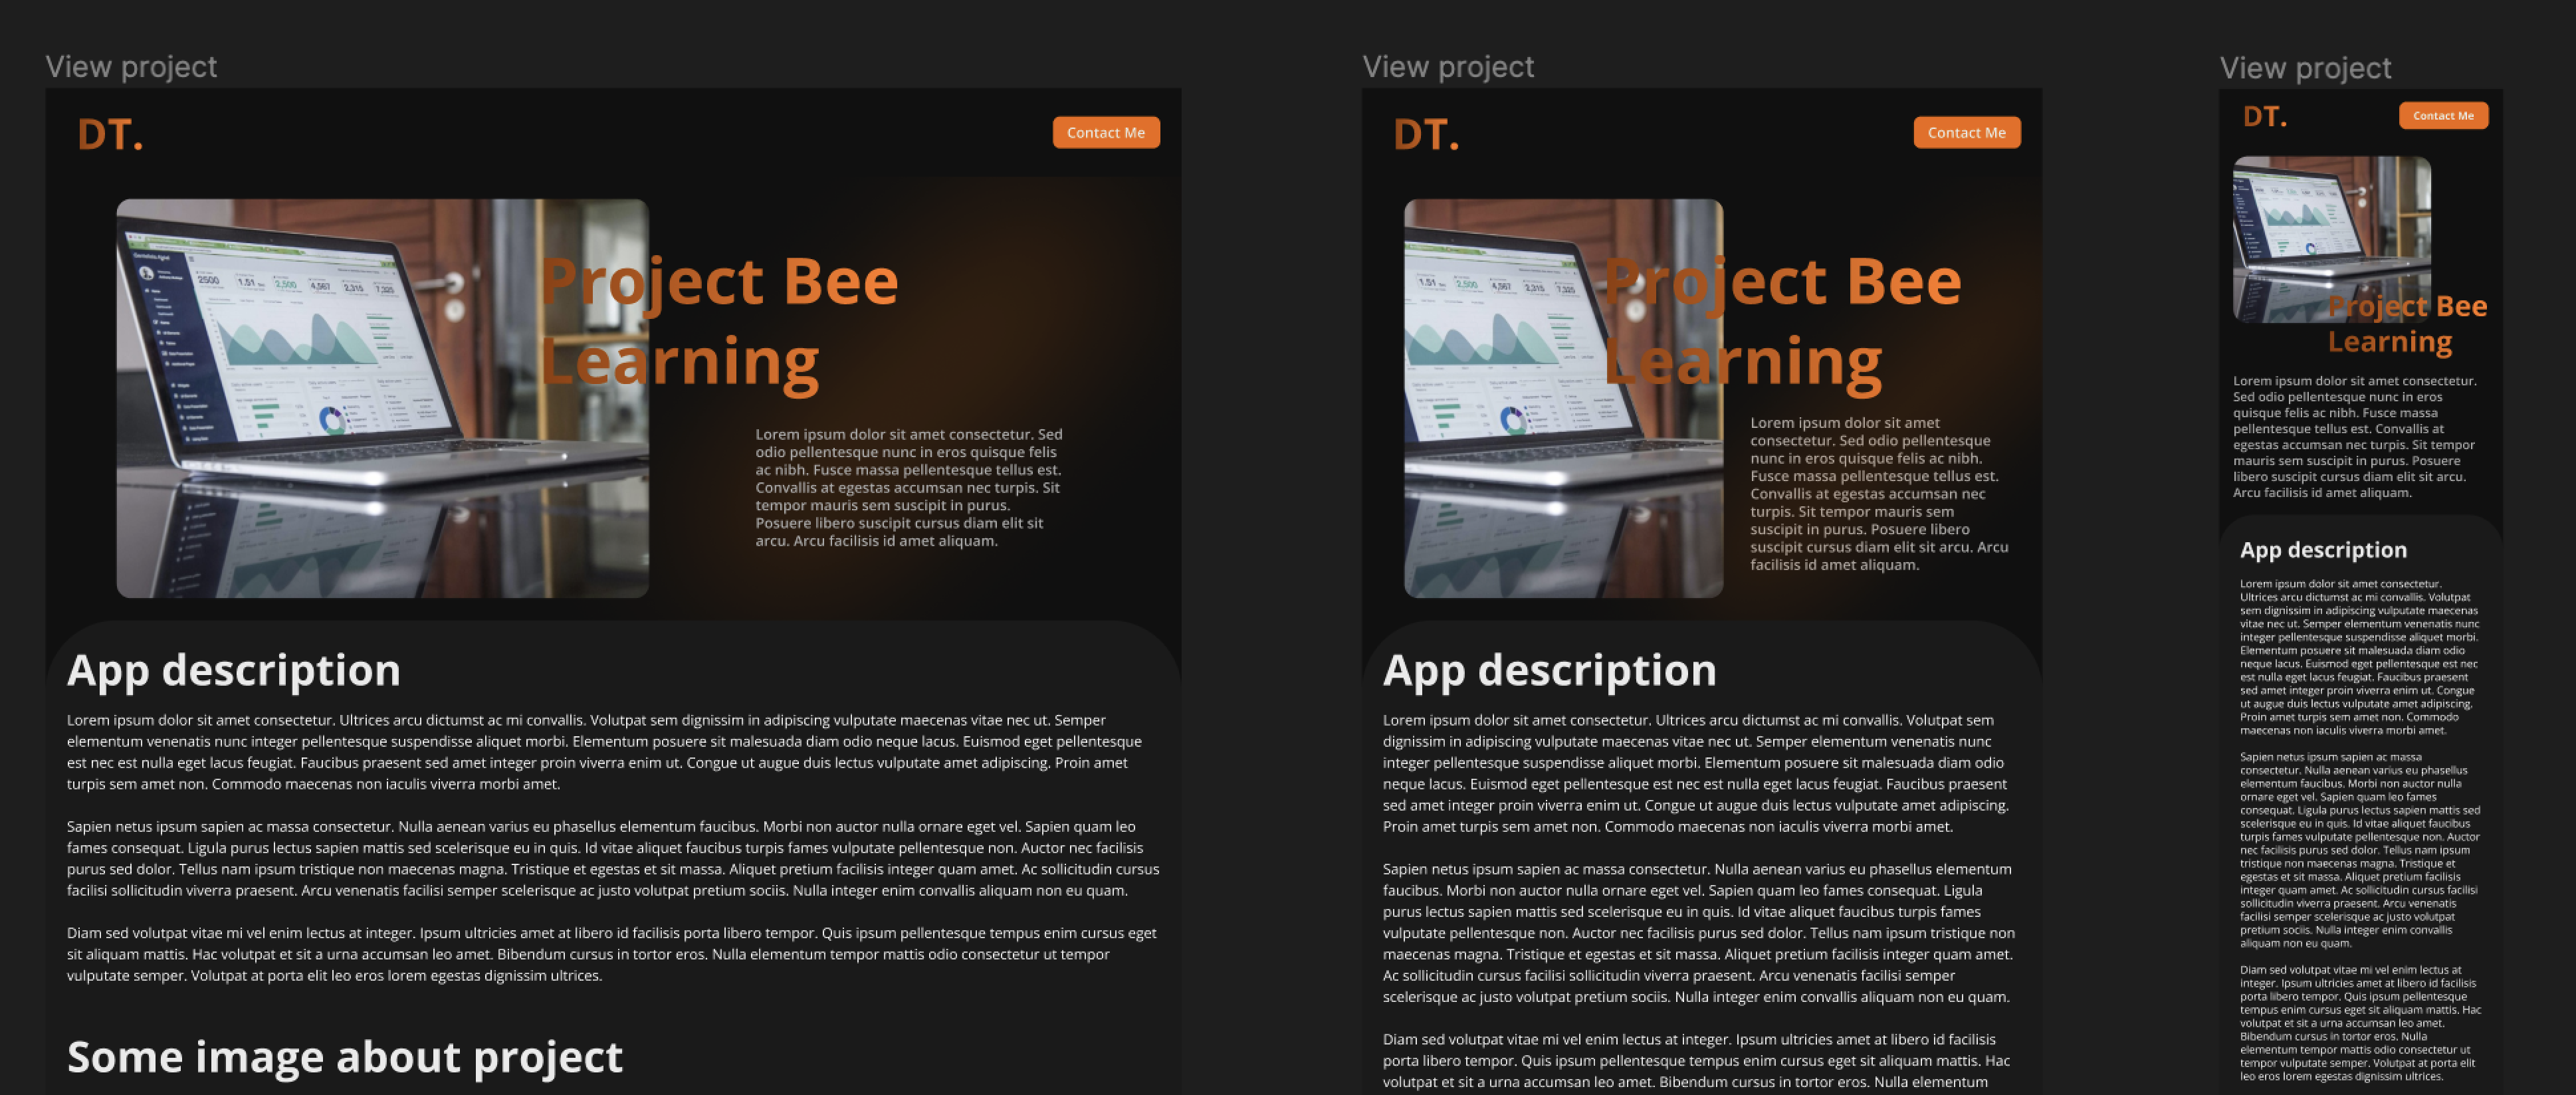 View project
DT.
Contact Me
2500
1.51
2,500
4,567
2,315
7,325
Project Bee
Learning
Lorem ipsum dolor sit amet consectetur. Sed
odio pellentesque nunc in eros quisque felis
ac nibh. Fusce massa pellentesque tellus est.
Convallis at egestas accumsan nec turpis. Sit
tempor mauris sem suscipit in purus.
Posuere libero suscipit cursus diam elit sit
arcu. Arcu facilisis id amet aliquam.
App description
Lorem ipsum dolor sit amet consectetur. Ultrices arcu dictumst ac mi convallis. Volutpat sem dignissim in adipiscing vulputate maecenas vitae nec ut. Semper
elementum venenatis nunc integer pellentesque suspendisse aliquet morbi. Elementum posuere sit malesuada diam odio neque lacus. Euismod eget pellentesque
est nec est nulla eget lacus feugiat. Faucibus praesent sed amet integer proin viverra enim ut. Congue ut augue duis lectus vulputate amet adipiscing. Proin amet
turpis sem amet non. Commodo maecenas non iaculis viverra morbi amet.
Sapien netus ipsum sapien ac massa consectetur. Nulla aenean varius eu phasellus elementum faucibus. Morbi non auctor nulla ornare eget vel. Sapien quam leo
fames consequat. Ligula purus lectus sapien mattis sed scelerisque eu in quis. Id vitae aliquet faucibus turpis fames vulputate pellentesque non. Auctor nec facilisis
purus sed dolor. Tellus nam ipsum tristique non maecenas magna. Tristique et egestas et sit massa. Aliquet pretium facilisis integer quam amet. Ac sollicitudin cursus
facilisi sollicitudin viverra praesent. Arcu venenatis facilisi semper scelerisque ac justo volutpat pretium sociis. Nulla integer enim convallis aliquam non eu quam.
Diam sed volutpat vitae mi vel enim lectus at integer. Ipsum ultricies amet at libero id facilisis porta libero tempor. Quis ipsum pellentesque tempus enim cursus eget
sit aliquam mattis. Hac volutpat et sit a urna accumsan leo amet. Bibendum cursus in tortor eros. Nulla elementum tempor mattis odio consectetur ut tempor
vulputate semper. Volutpat at porta elit leo eros lorem egestas dignissim ultrices.
Some image about project
View project
DT.
Contact Me
1.51
2,500
4,567
2,315
7,325
Project Bee
Learning
Lorem ipsum dolor sit amet
consectetur. Sed odio pellentesque
nunc in eros quisque felis ac nibh.
Fusce massa pellentesque tellus est.
Convallis at egestas accumsan nec
turpis. Sit tempor mauris sem
suscipit in purus. Posuere libero
suscipit cursus diam elit sit arcu. Arcu
facilisis id amet aliquam.
App description
Lorem ipsum dolor sit amet consectetur. Ultrices arcu dictumst ac mi convallis. Volutpat sem
dignissim in adipiscing vulputate maecenas vitae nec ut. Semper elementum venenatis nunc
integer pellentesque suspendisse aliquet morbi. Elementum posuere sit malesuada diam odio
neque lacus. Euismod eget pellentesque est nec est nulla eget lacus feugiat. Faucibus praesent
sed amet integer proin viverra enim ut. Congue ut augue duis lectus vulputate amet adipiscing.
Proin amet turpis sem amet non. Commodo maecenas non iaculis viverra morbi amet.
Sapien netus ipsum sapien ac massa consectetur. Nulla aenean varius eu phasellus elementum
faucibus. Morbi non auctor nulla ornare eget vel. Sapien quam leo fames consequat. Ligula
purus lectus sapien mattis sed scelerisque eu in quis. Id vitae aliquet faucibus turpis fames
vulputate pellentesque non. Auctor nec facilisis purus sed dolor. Tellus nam ipsum tristique non
maecenas magna. Tristique et egestas et sit massa. Aliquet pretium facilisis integer quam amet.
Ac sollicitudin cursus facilisi sollicitudin viverra praesent. Arcu venenatis facilisi semper
scelerisque ac justo volutpat pretium sociis. Nulla integer enim convallis aliquam non eu quam.
Diam sed volutpat vitae mi vel enim lectus at integer. Ipsum ultricies amet at libero id facilisis
porta libero tempor. Quis ipsum pellentesque tempus enim cursus eget sit aliquam mattis. Hac
volutpat et sit a urna accumsan leo amet. Bibendum cursus in tortor eros. Nulla elementum
View project
DT.
Contact Me
Project Bee
Learning
Lorem ipsum dolor sit amet consectetur.
Sed odio pellentesque nunc in eros
quisque felis ac nibh. Fusce massa
pellentesque tellus est. Convallis at
egestas accumsan nec turpis. Sit tempor
mauris sem suscipit in purus. Posuere
libero suscipit cursus diam elit sit arcu.
Arcu facilisis id amet aliquam.
App description
Lorem ipsum dolor sit amet consectetur.
Ultrices arcu dictumst ac mi convallis. Volutpat
sem dignissim in adipiscing vulputate maecenas
vitae nec ut. Semper elementum venenatis nunc
integer pellentesque suspendisse aliquet morbi.
Elementum posuere sit malesuada diam odio
neque lacus. Euismod eget pellentesque est nec
est nulla eget lacus feugiat. Faucibus praesent
sed amet integer proin viverra enim ut. Congue
ut augue duis lectus vulputate amet adipiscing.
Proin amet turpis sem amet non. Commodo
maecenas non iaculis viverra morbi amet.
Sapien netus ipsum sapien ac massa
consectetur. Nulla aenean varius eu phasellus
elementum faucibus. Morbi non auctor nulla
ornare eget vel. Sapien quam leo fames
consequat. Ligula purus lectus sapien mattis sed
scelerisque eu in quis. Id vitae aliquet faucibus
turpis fames vulputate pellentesque non. Auctor
nec facilisis purus sed dolor. Tellus nam ipsum
tristique non maecenas magna. Tristique et
egestas et sit massa. Aliquet pretium facilisis
integer quam amet. Ac sollicitudin cursus facilisi
sollicitudin viverra praesent. Arcu venenatis
facilisi semper scelerisque ac justo volutpat
pretium sociis. Nulla integer enim convallis
aliquam non eu quam.
Diam sed volutpat vitae mi vel enim lectus at
integer. Ipsum ultricies amet at libero id facilisis
porta libero tempor. Quis ipsum pellentesque
tempus enim cursus eget sit aliquam mattis. Hac
volutpat et sit a urna accumsan leo amet.
Bibendum cursus in tortor eros. Nulla
elementum tempor mattis odio consectetur ut
tempor vulputate semper. Volutpat at porta elit
leo eros lorem egestas dignissim ultrices.